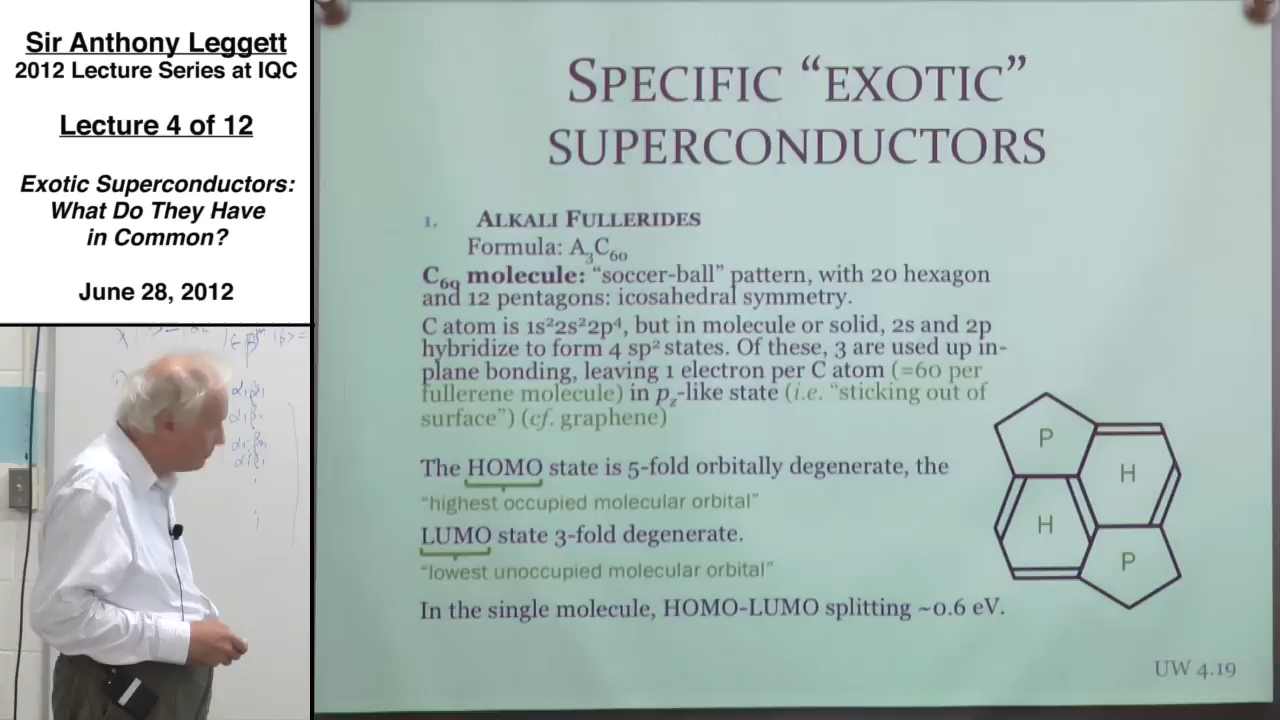 Sir Anthony Leggett
2012 Lecture Series at IQC
Lecture 4 of 12
Exotic Superconductors:
What Do They Have
in Common?
June 28, 2012
SPECIFIC “EXOTIC”
SUPERCONDUCTORS
1. ALKALI FULLERIDES
Formula: A₃C₆₀
C₆₀ molecule: “soccer-ball” pattern, with 20 hexagon
and 12 pentagons: icosahedral symmetry.
C atom is 1s²2s²2p⁴, but in molecule or solid, 2s and 2p
hybridize to form 4 sp² states. Of these, 3 are used up in-
plane bonding, leaving 1 electron per C atom (=60 per
fullerene molecule) in p𝓏-like state (i.e. “sticking out of
surface”) (cf. graphene)
The HOMO state is 5-fold orbitally degenerate, the
“highest occupied molecular orbital”
LUMO state 3-fold degenerate.
“lowest unoccupied molecular orbital”
In the single molecule, HOMO-LUMO splitting ~0.6 eV.
P
H
H
P
UW 4.19